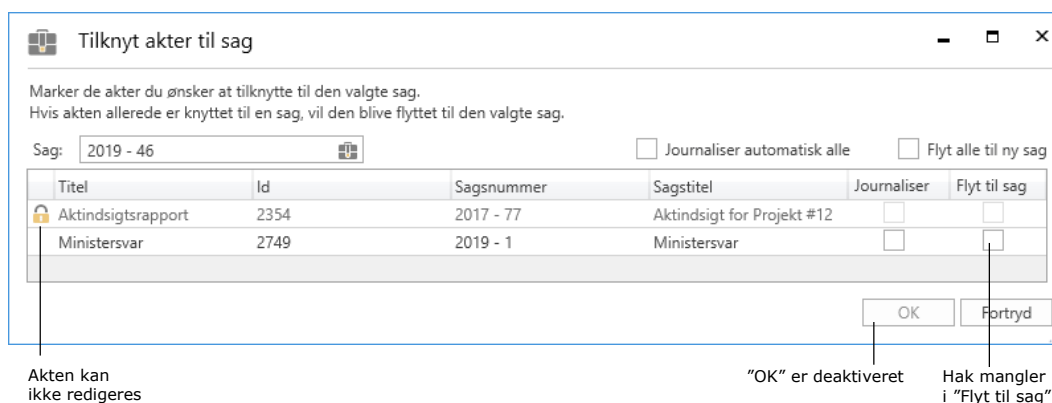 Tilknyt akter til sag
Marker de akter du ønsker at tilknytte til den valgte sag.
Hvis akten allerede er knyttet til en sag, vil den blive flyttet til den valgte sag.
Sag: 2019 - 46 Journaliser automatisk alle Flyt alle til ny sag
Titel Id Sagsnummer Sagstitel Journaliser Flyt til sag
Aktindsigtsrapport 2354 2017 - 77 Aktindsigt for Projekt #12
Ministersvar 2749 2019 - 1 Ministersvar
OK Fortryd
Akten kan
ikke redigeres
”OK” er deaktiveret
Hak mangler
i ”Flyt til sag”